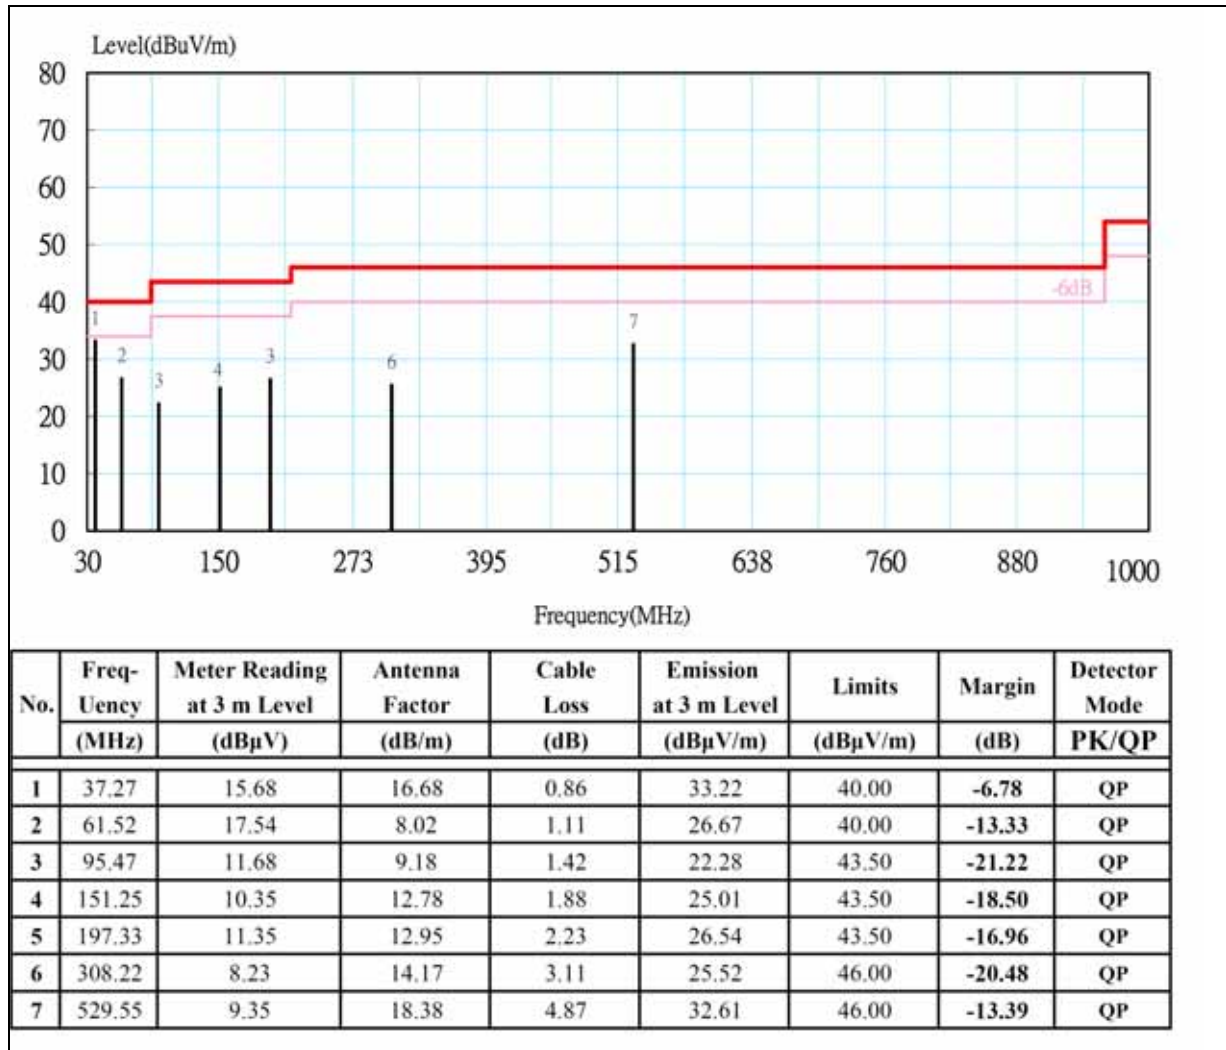 Level(dBuV/m)
80
70
60
50
40
30
20
10
0
-6dB
1
2
3
4
3
6
7
30 150 273 395 515 638 760 880 1000
Frequency(MHz)
No. Freq- Meter Reading Antenna Cable Emission Limits Margin Detector
Uency at 3 m Level Factor Loss at 3 m Level Mode
(MHz) (dBµV) (dB/m) (dB) (dBµV/m) (dBµV/m) (dB) PK/QP
1 37.27 15.68 16.68 0.86 33.22 40.00 -6.78 QP
2 61.52 17.54 8.02 1.11 26.67 40.00 -13.33 QP
3 95.47 11.68 9.18 1.42 22.28 43.50 -21.22 QP
4 151.25 10.35 12.78 1.88 25.01 43.50 -18.50 QP
5 197.33 11.35 12.95 2.23 26.54 43.50 -16.96 QP
6 308.22 8.23 14.17 3.11 25.52 46.00 -20.48 QP
7 529.55 9.35 18.38 4.87 32.61 46.00 -13.39 QP